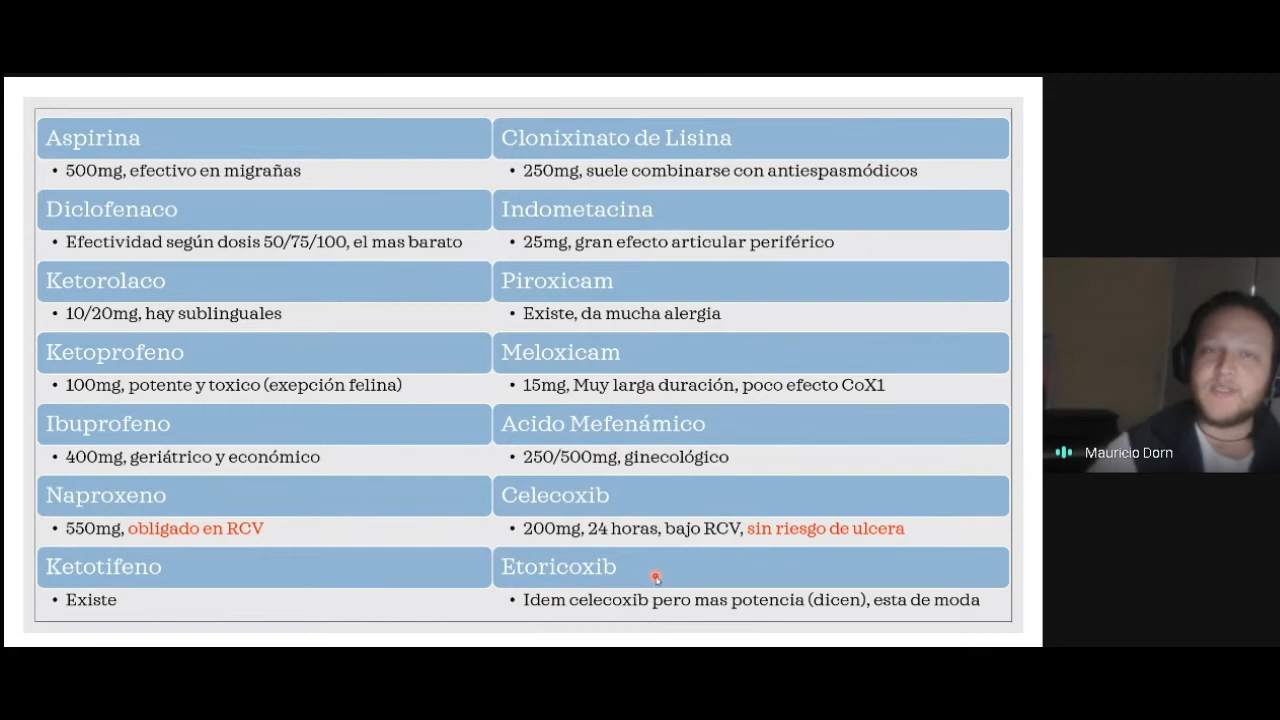 Aspirina
• 500mg, efectivo en migrañas
Diclofenaco
• Efectividad según dosis 50/75/100, el mas barato
Ketorolaco
• 10/20mg, hay sublinguales
Ketoprofeno
• 100mg, potente y toxico (exepción felina)
Ibuprofeno
• 400mg, geriátrico y económico
Naproxeno
• 550mg, obligado en RCV
Ketotifeno
• Existe
Clonixinato de Lisina
• 250mg, suele combinarse con antiespasmódicos
Indometacina
• 25mg, gran efecto articular periférico
Piroxicam
• Existe, da mucha alergia
Meloxicam
• 15mg, Muy larga duración, poco efecto CoX1
Acido Mefenámico
• 250/500mg, ginecológico
Celecoxib
• 200mg, 24 horas, bajo RCV, sin riesgo de ulcera
Etoricoxib
• Idem celecoxib pero mas potencia (dicen), esta de moda
Mauricio Dorn